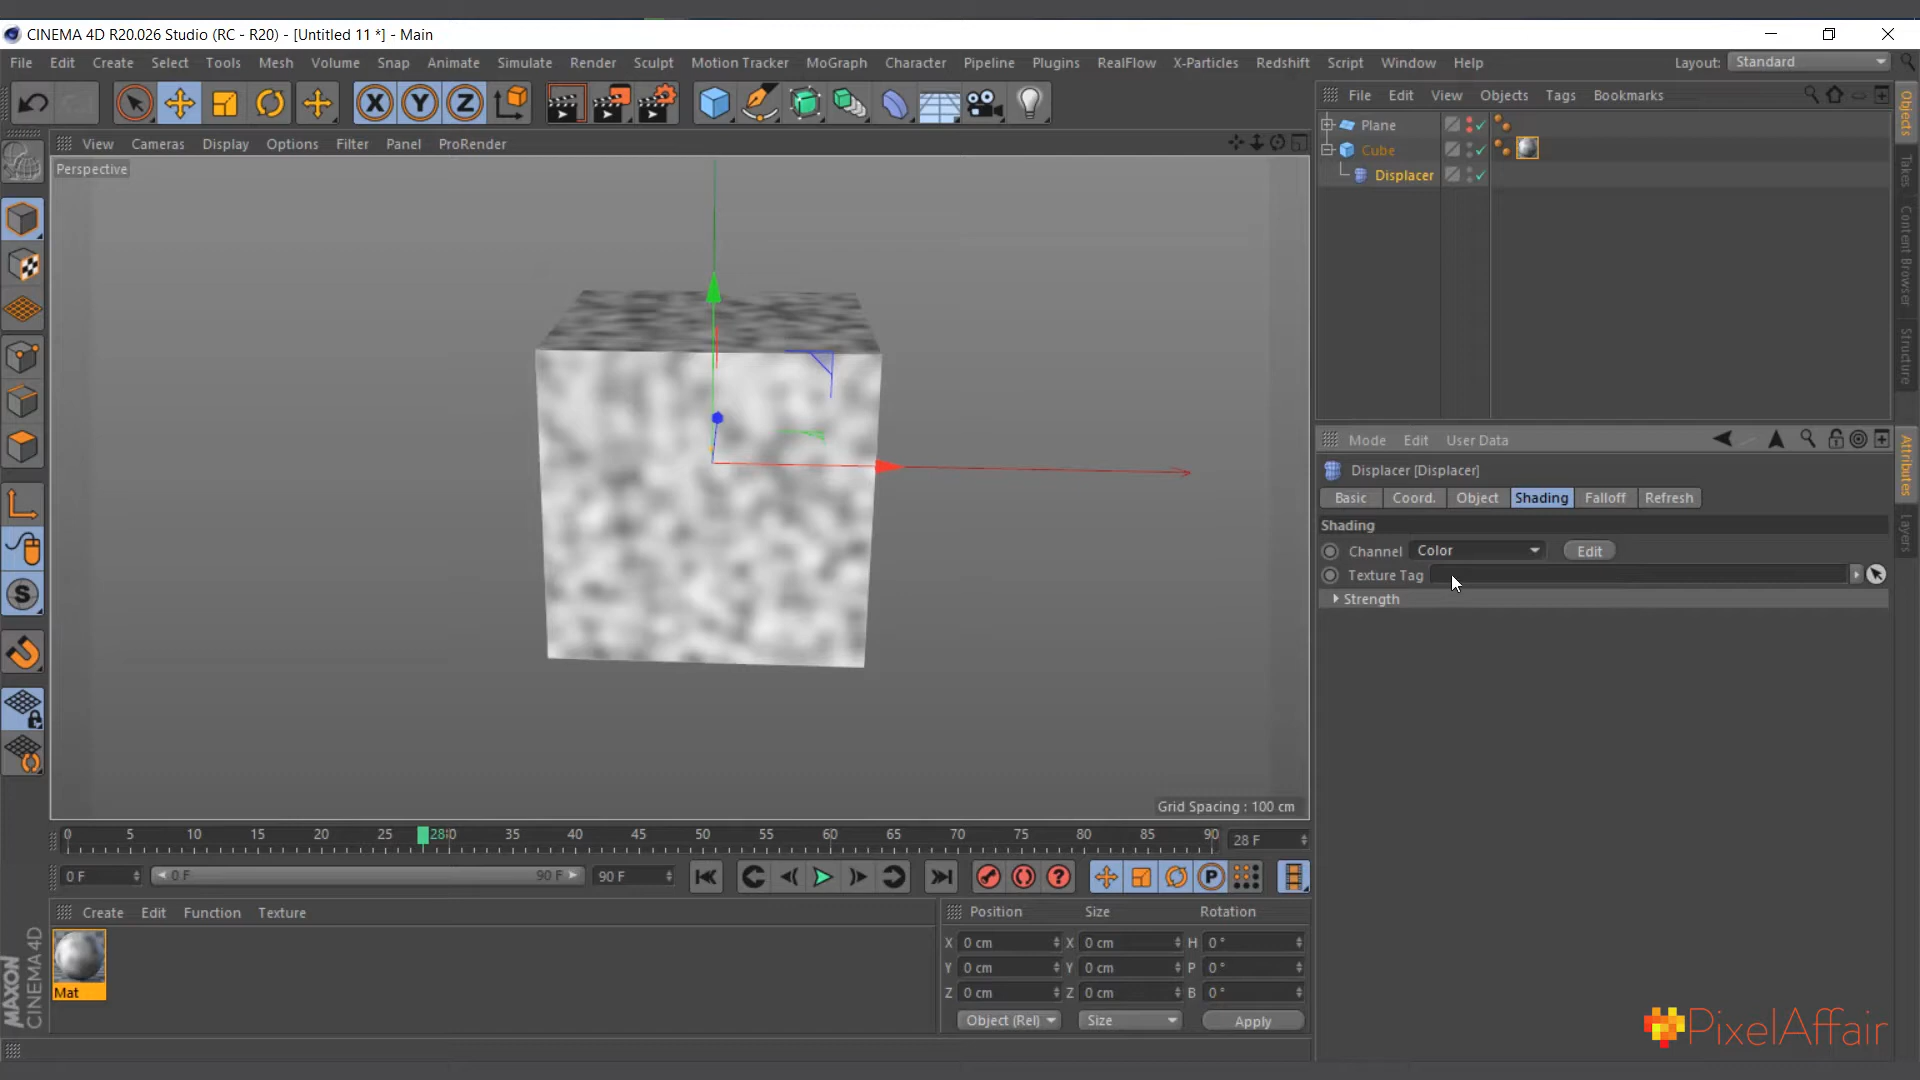 CINEMA 4D R20.026 Studio (RC - R20) - [Untitled 11 *] - Main
File Edit Create Select Tools Mesh Volume Snap Animate Simulate Render Sculpt Motion Tracker MoGraph Character Pipeline Plugins RealFlow X-Particles Redshift Script Window Help Layout: Standard
X Y Z
File Edit View Objects Tags Bookmarks
Objects
Takes
Content Browser
Structure
Plane
Cube
Displacer
View Cameras Display Options Filter Panel ProRender
Perspective
Grid Spacing : 100 cm
S
Mode Edit User Data
Attributes
Layers
Displacer [Displacer]
Basic Coord. Object Shading Falloff Refresh
Shading
Channel Color Edit
Texture Tag
Strength
0 5 10 15 20 25 28 0 35 40 45 50 55 60 65 70 75 80 85 90 28 F
0 F 0 F 90 F 90 F ? P
Create Edit Function Texture
Mat
MAXON
CINEMA 4D
Position Size Rotation
X 0 cm X 0 cm H 0 °
Y 0 cm Y 0 cm P 0 °
Z 0 cm Z 0 cm B 0 °
Object (Rel) Size Apply
PixelAffair